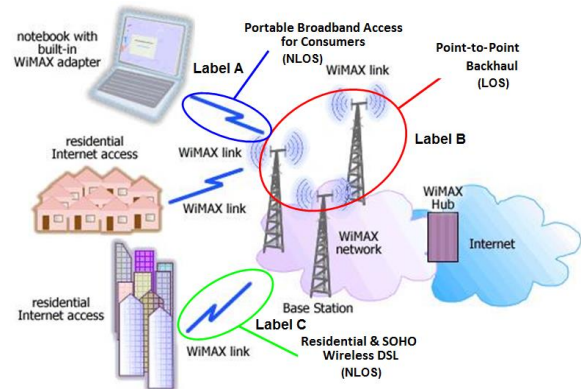 Portable Broadband Access
for Consumers
(NLOS)
notebook with
built-in
WiMAX adapter
Label A
Point-to-Point
Backhaul
(LOS)
WiMAX link
Label B
residential
Internet access
WiMAX link
WiMAX link
WiMAX
Hub
Internet
WiMAX
network
residential
Internet access
Base Station
Label C
WiMAX link
Residential & SOHO
Wireless DSL
(NLOS)